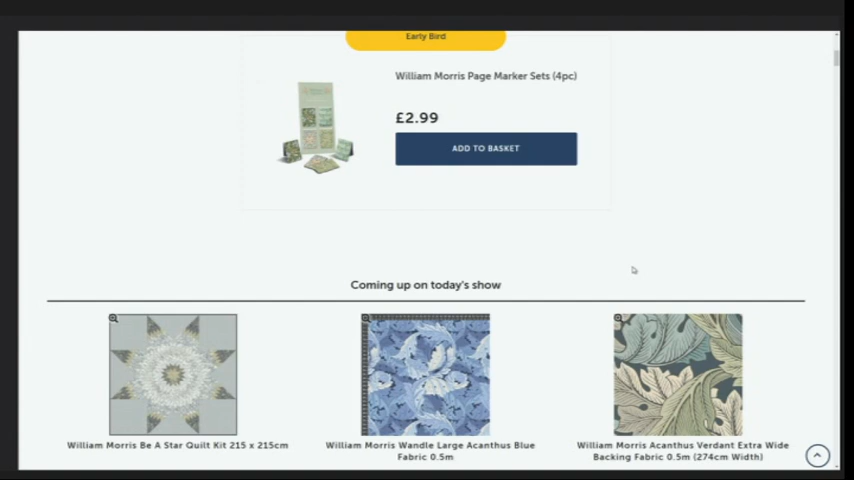 Early Bird
William Morris Page Marker Sets (4pc)
£2.99
ADD TO BASKET
Coming up on today's show
William Morris Be A Star Quilt Kit 215 x 215cm
William Morris Wandle Large Acanthus Blue
Fabric 0.5m
William Morris Acanthus Verdant Extra Wide
Backing Fabric 0.5m (274cm Width)